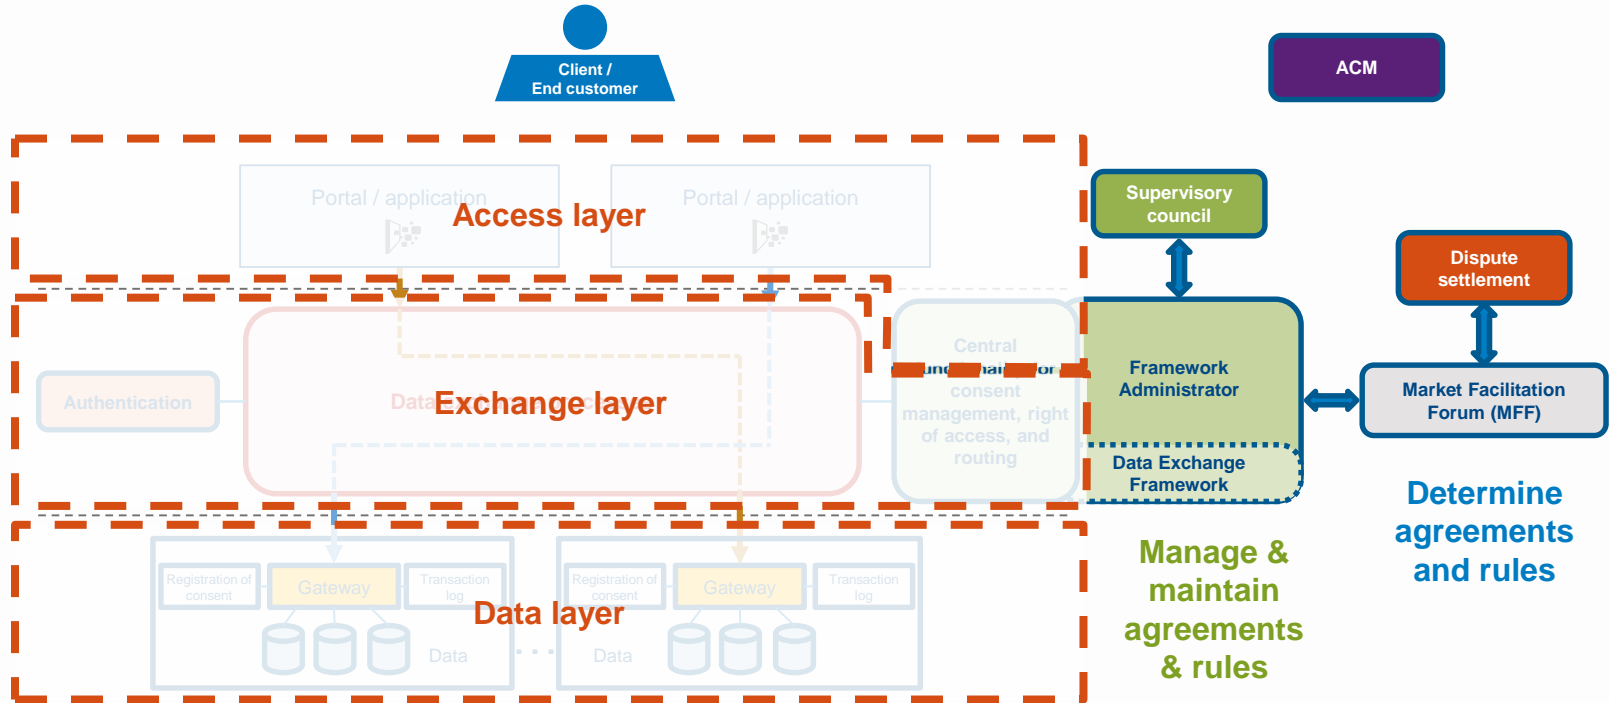 Client /
End customer
ACM
Portal / application
Portal / application
Access layer
Supervisory
council
Dispute
settlement
Central
consent
management, right
of access, and
routing
Authentication
Data
Exchange layer
Framework
Administrator
Market Facilitation
Forum (MFF)
Data Exchange
Framework
Determine
agreements
and rules
Manage &
maintain
agreements
& rules
Registration of
consent
Gateway
Transaction
log
Registration of
consent
Gateway
Transaction
log
Data layer
Data
. . .
Data